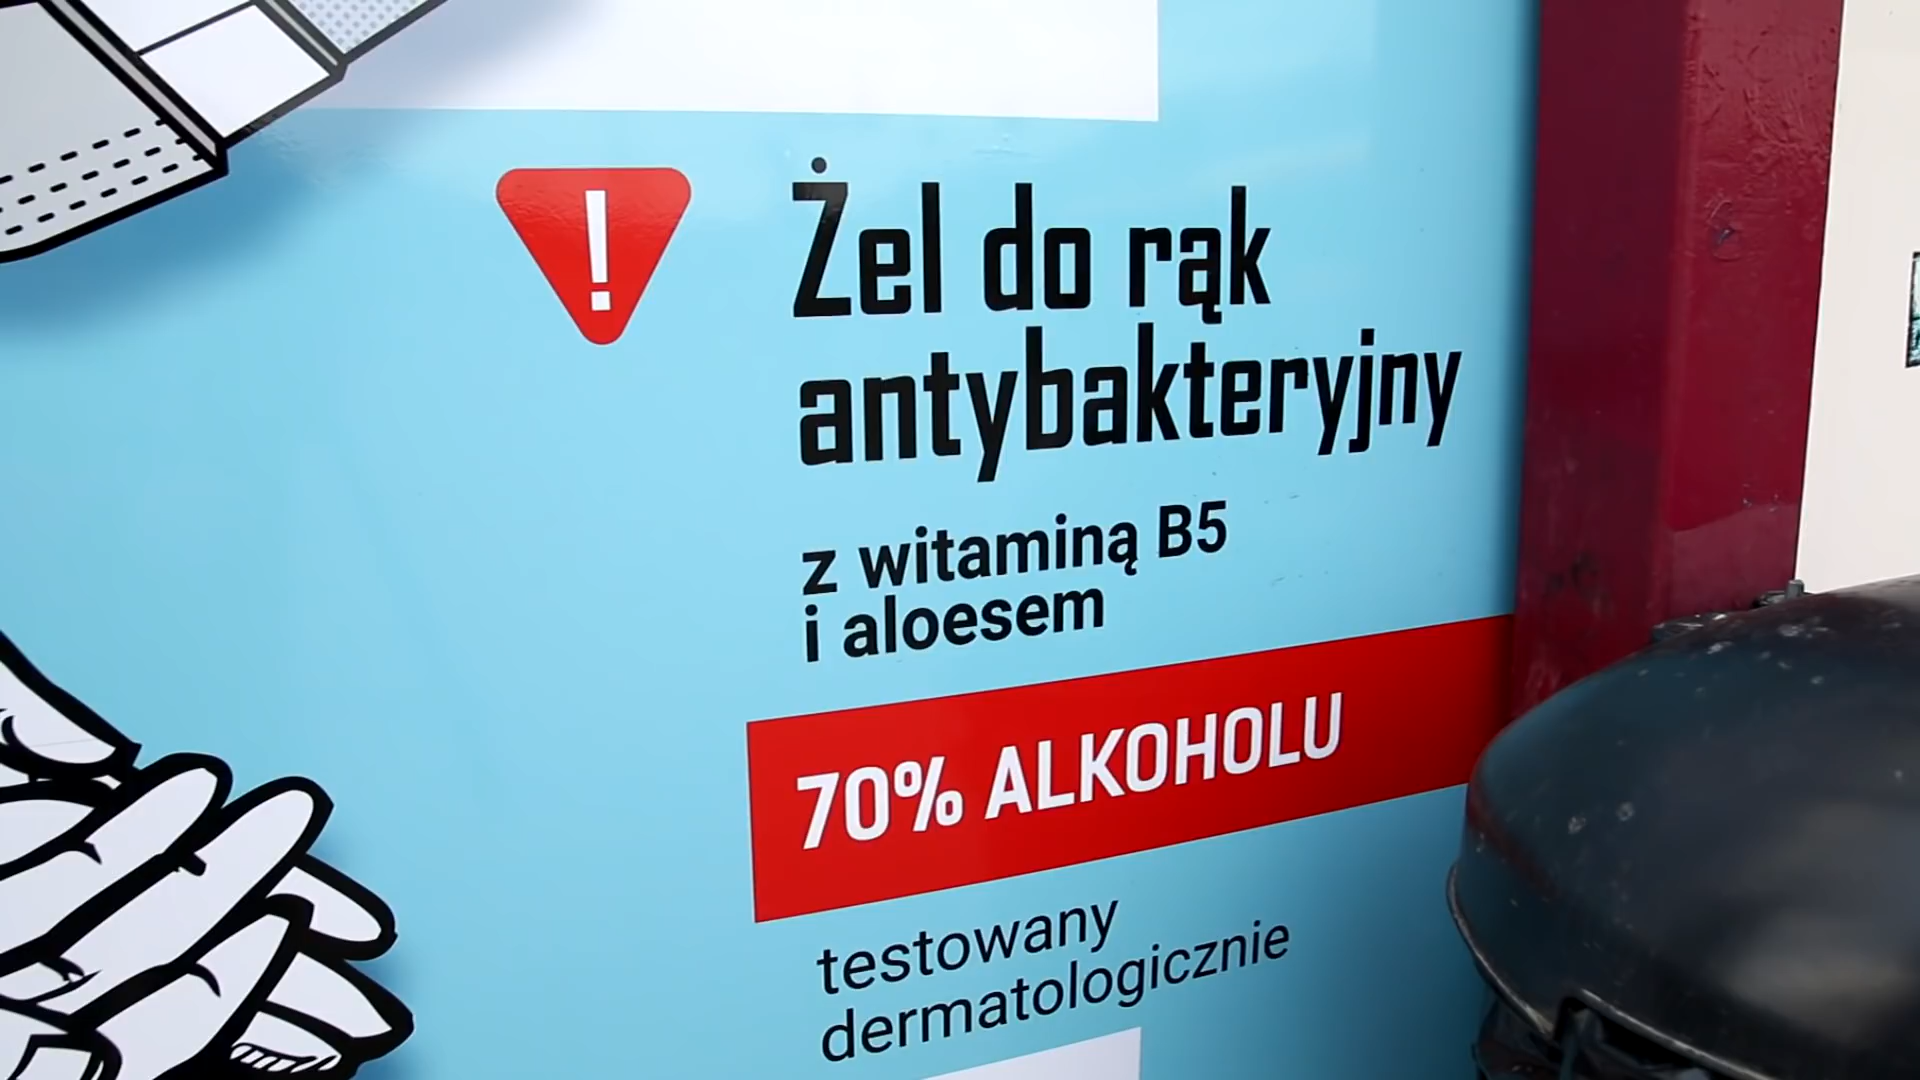 !
Żel do rąk
antybakteryjny
z witaminą B5
i aloesem
70% ALKOHOLU
testowany
dermatologicznie